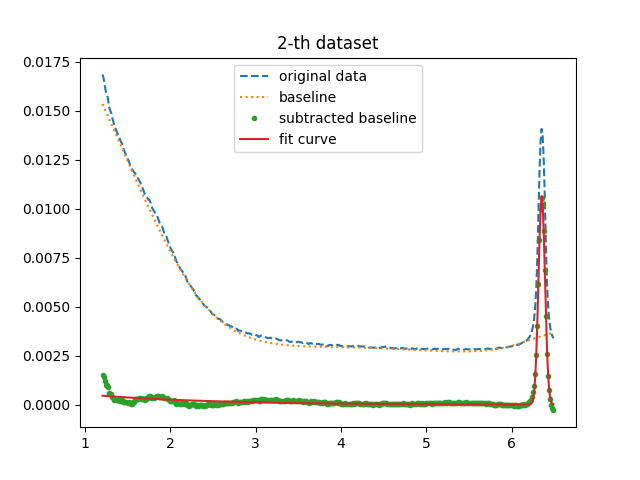 2-th dataset
original data
baseline
subtracted baseline
fit curve
0.0175
0.0150
0.0125
0.0100
0.0075
0.0050
0.0025
0.0000
1 2 3 4 5 6